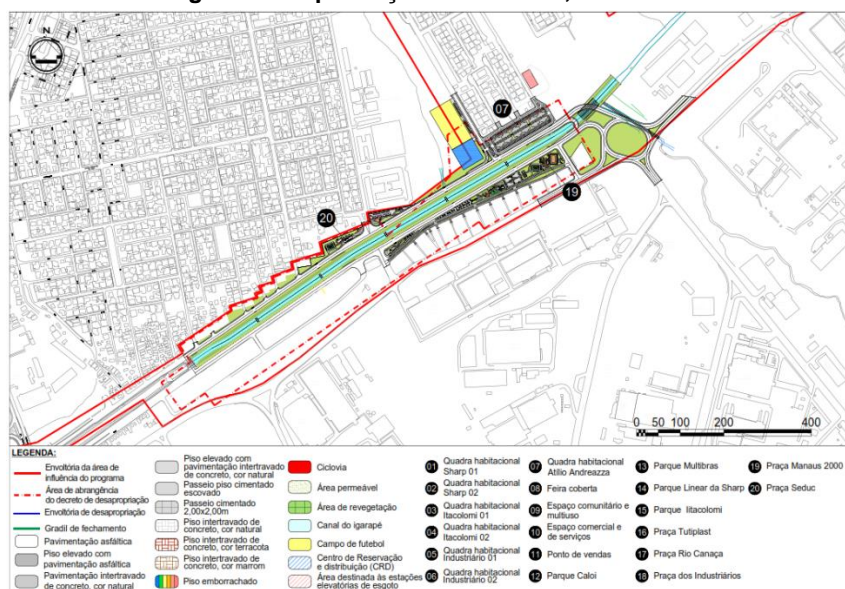 N
07
19
20
0 50 100 200 400
LEGENDA:
Envoltória da área de
influência do programa
Área de abrangência
do decreto de desapropriação
Envoltória de desapropriação
Gradil de fechamento
Pavimentação asfáltica
Piso elevado com
pavimentação asfáltica
Pavimentação intertravado
de concreto, cor natural
Piso elevado com
pavimentação intertravado
de concreto, cor natural
Passeio piso cimentado
escovado
Passeio cimentado
2,00x2,00m
Piso intertravado de
concreto, cor natural
Piso intertravado de
concreto, cor terracota
Piso intertravado de
concreto, cor marrom
Piso emborrachado
Ciclovia
Área permeável
Área de revegetação
Canal do igarapé
Campo de futebol
Centro de Reservação
e distribuição (CRD)
Área destinada às estações
elevatórias de esgoto
01 Quadra habitacional
Sharp 01
02 Quadra habitacional
Sharp 02
03 Quadra habitacional
Itacolomi 01
04 Quadra habitacional
Itacolomi 02
05 Quadra habitacional
Industriário 01
06 Quadra habitacional
Industriário 02
07 Quadra habitacional
Atílio Andreazza
08 Feira coberta
09 Espaço comunitário e
multiuso
10 Espaço comercial e
de serviços
11 Ponto de vendas
12 Parque Caloi
13 Parque Multibras
14 Parque Linear da Sharp
15 Parque Iitacolomi
16 Praça Tutiplast
17 Praça Rio Canaça
18 Praça dos Industriários
19 Praça Manaus 2000
20 Praça Seduc